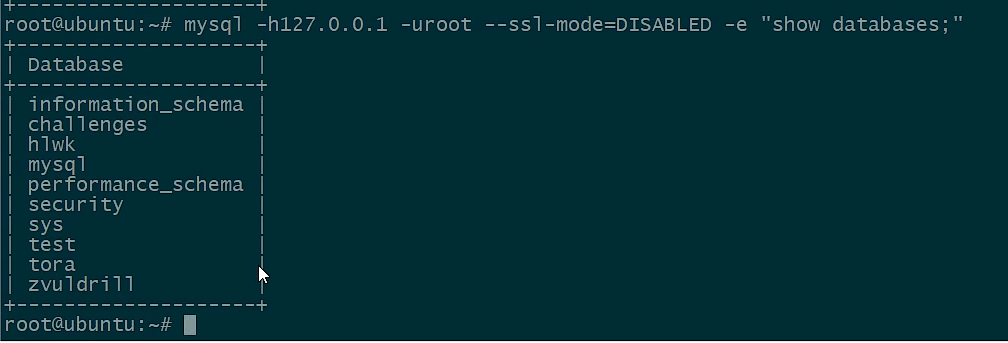 +---------------------+
root@ubuntu:~# mysql -h127.0.0.1 -uroot --ssl-mode=DISABLED -e "show databases;"
+---------------------+
| Database            |
+---------------------+
| information_schema |
| challenges          |
| hlwk                |
| mysql               |
| performance_schema |
| security            |
| sys                 |
| test                |
| tora                |
| zvuldrill           |
+---------------------+
root@ubuntu:~#